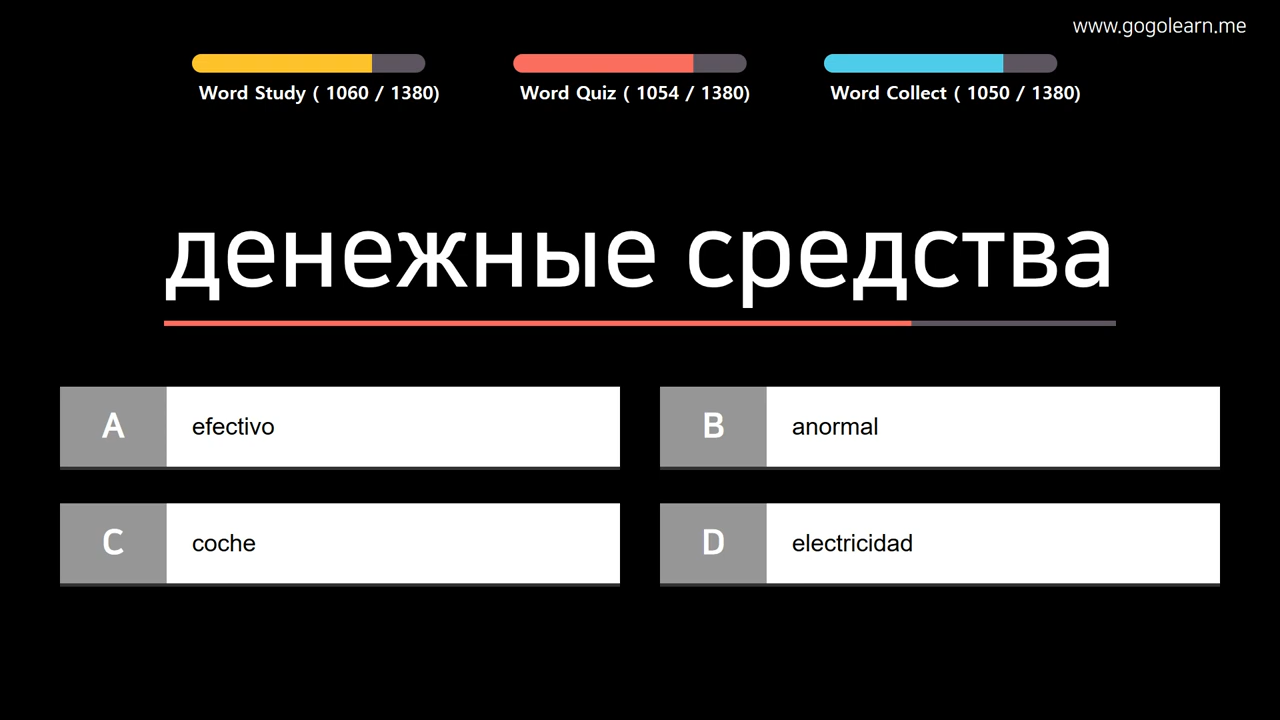 www.gogolearn.me
Word Study ( 1060 / 1380)
Word Quiz ( 1054 / 1380)
Word Collect ( 1050 / 1380)
денежные средства
A efectivo
B anormal
C coche
D electricidad